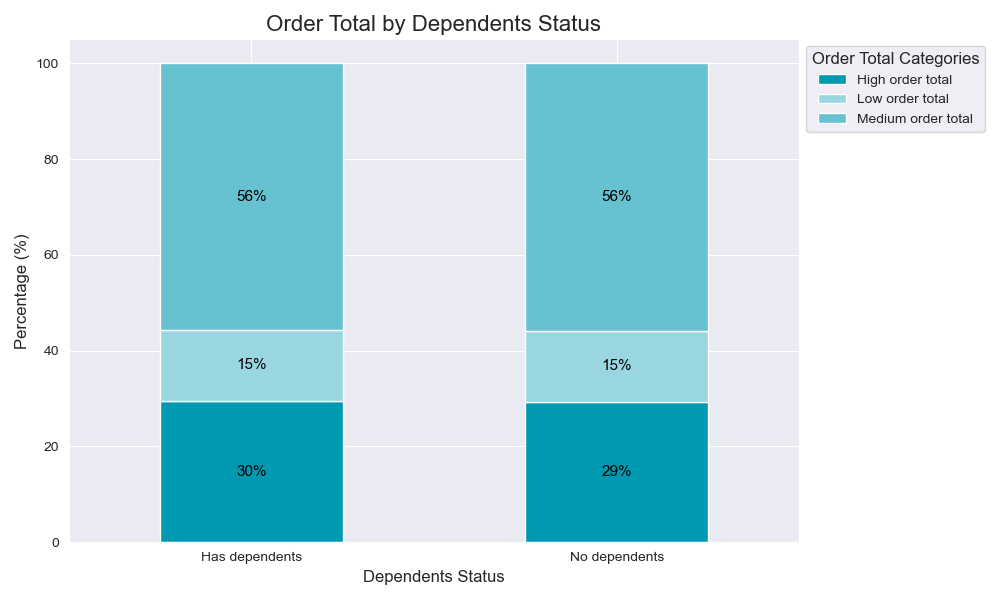 Order Total by Dependents Status
Order Total Categories
High order total
Low order total
Medium order total
Percentage (%)
100
80
60
40
20
0
56%
56%
15%
15%
30%
29%
Has dependents
No dependents
Dependents Status